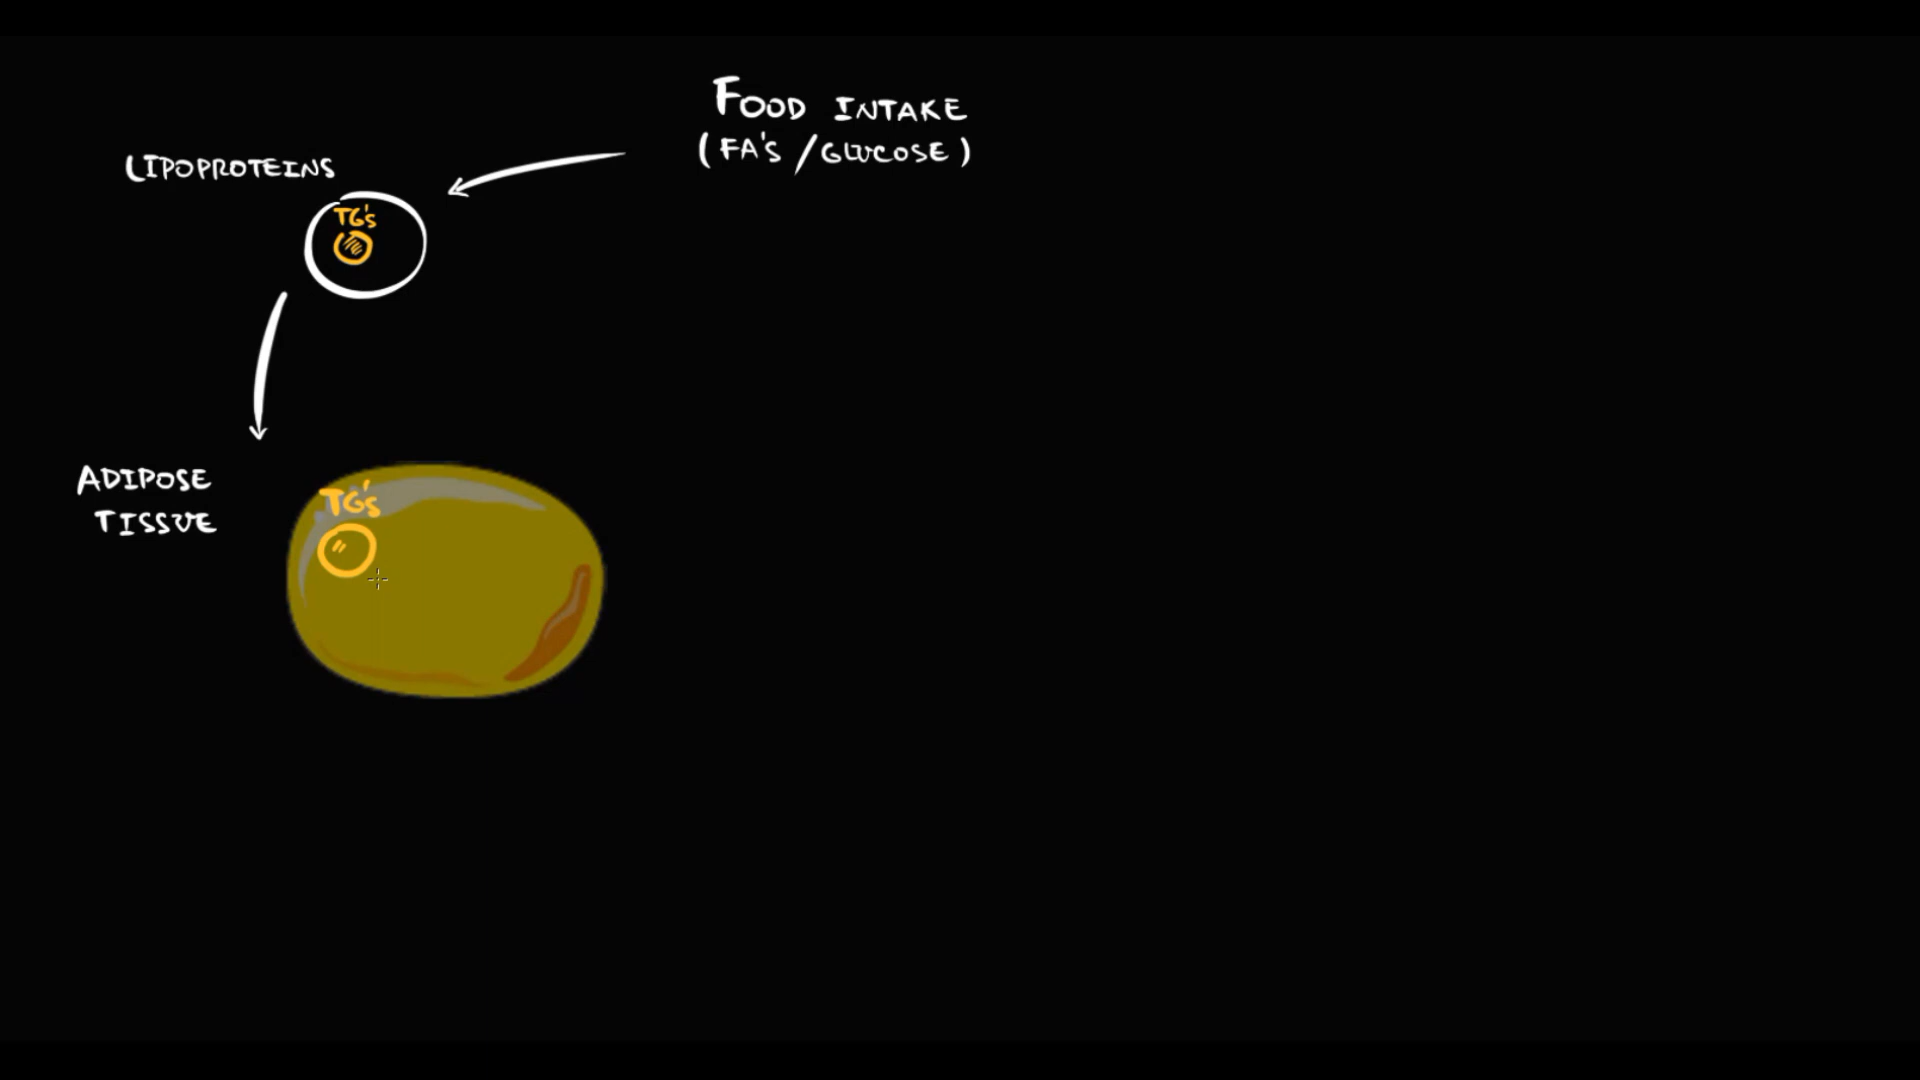 FOOD INTAKE
(FA'S / GLUCOSE)
LIPOPROTEINS
TG'S
ADIPOSE
TISSUE
TG'S